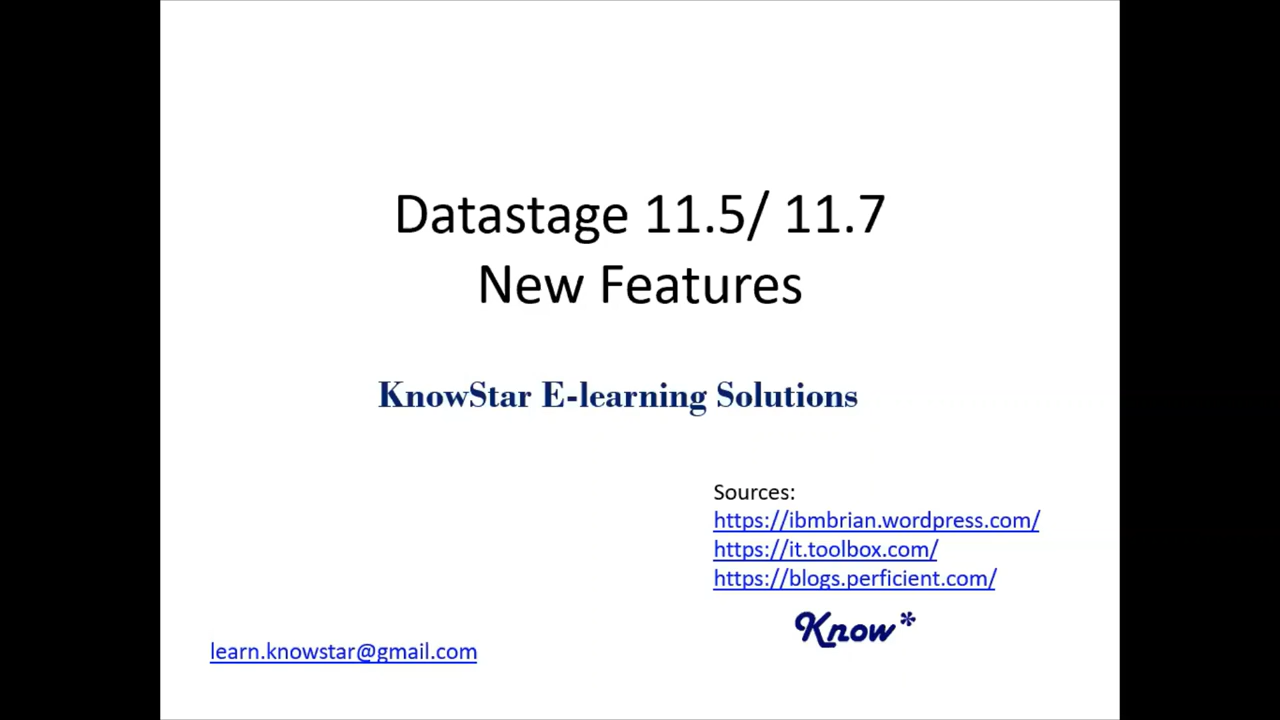 Datastage 11.5/ 11.7
New Features
KnowStar E-learning Solutions
Sources:
https://ibmbrian.wordpress.com/
https://it.toolbox.com/
https://blogs.perficient.com/
Know*
learn.knowstar@gmail.com